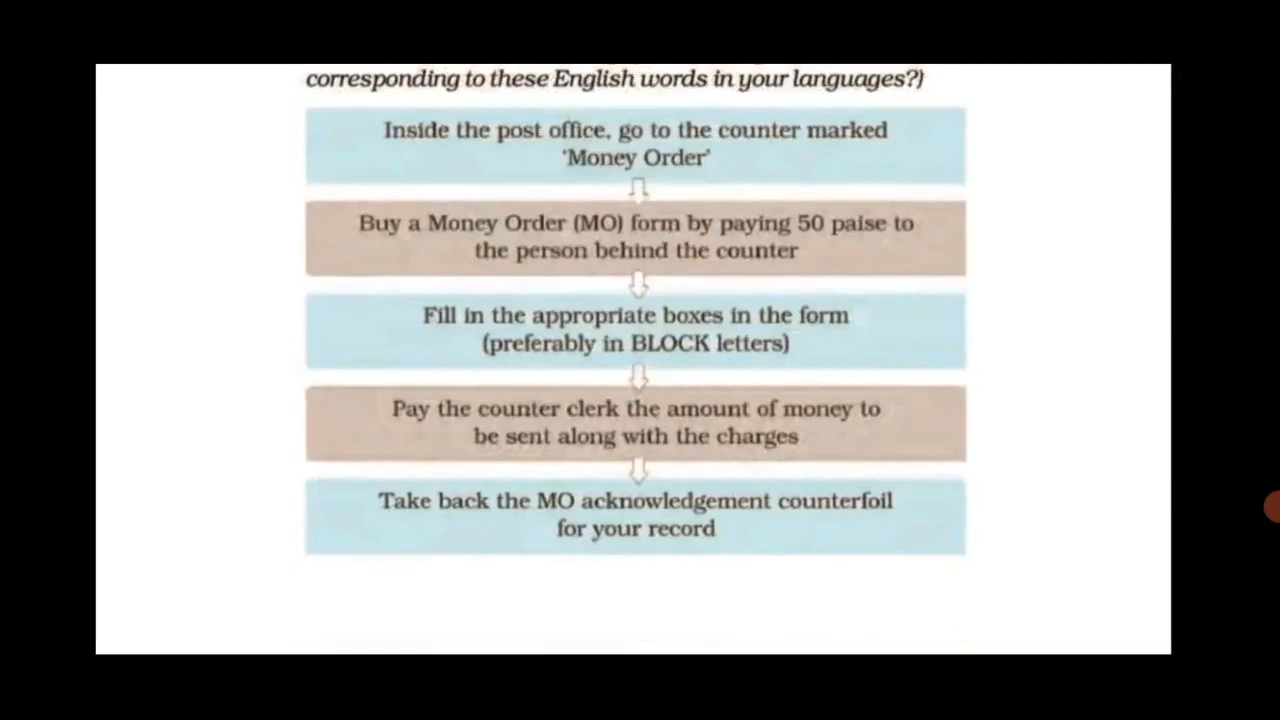 corresponding to these English words in your languages?)
Inside the post office, go to the counter marked
'Money Order'
Buy a Money Order (MO) form by paying 50 paise to
the person behind the counter
Fill in the appropriate boxes in the form
(preferably in BLOCK letters)
Pay the counter clerk the amount of money to
be sent along with the charges
Take back the MO acknowledgement counterfoil
for your record